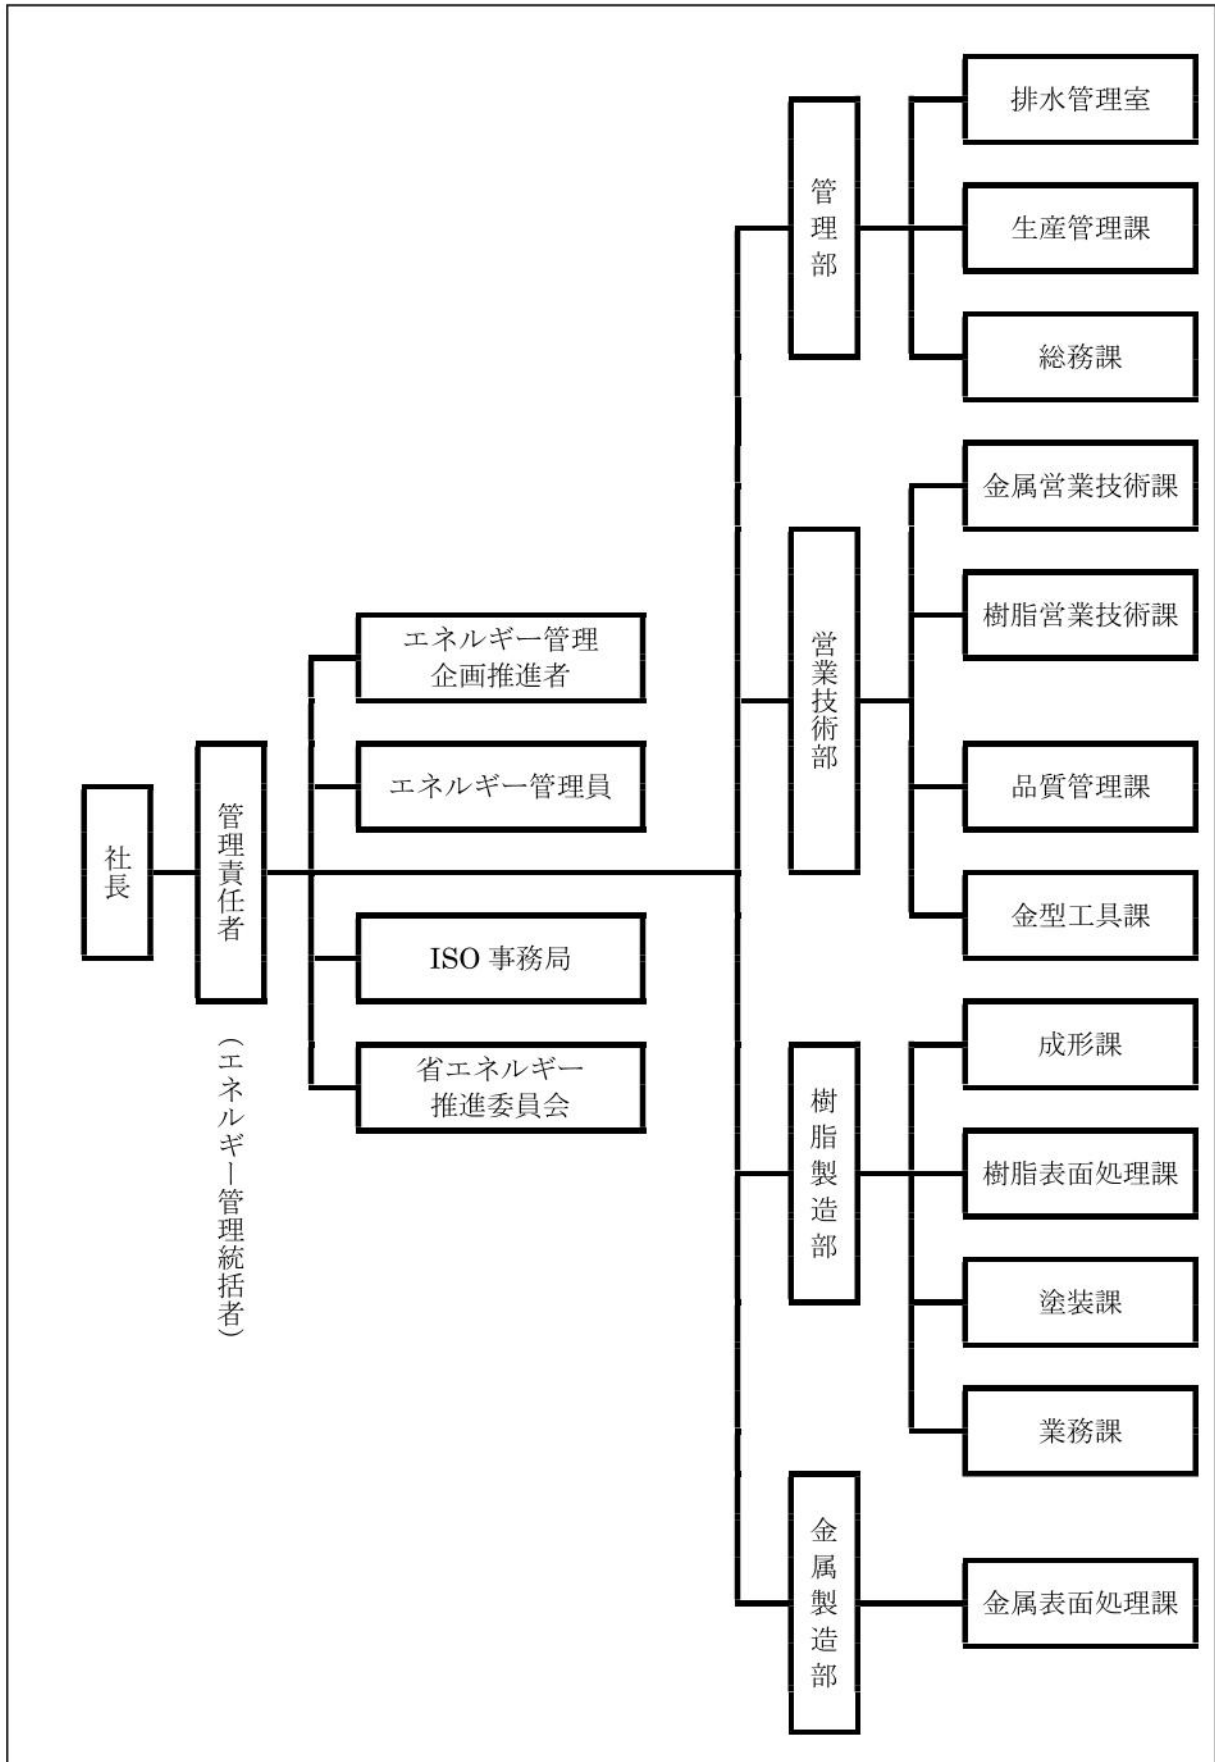 社長
管理責任者
（エネルギー管理統括者）
エネルギー管理
企画推進者
エネルギー管理員
ISO 事務局
省エネルギー
推進委員会
管理部
排水管理室
生産管理課
総務課
営業技術部
金属営業技術課
樹脂営業技術課
品質管理課
金型工具課
樹脂製造部
成形課
樹脂表面処理課
塗装課
業務課
金属製造部
金属表面処理課